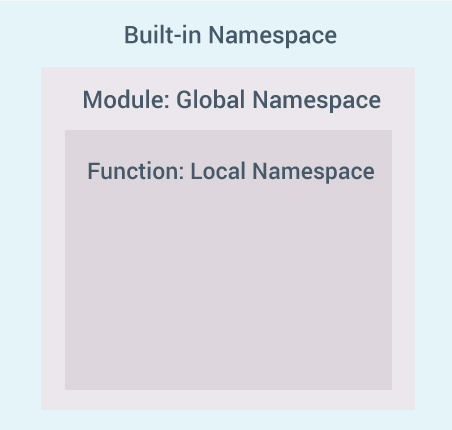 Built-in Namespace
Module: Global Namespace
Function: Local Namespace